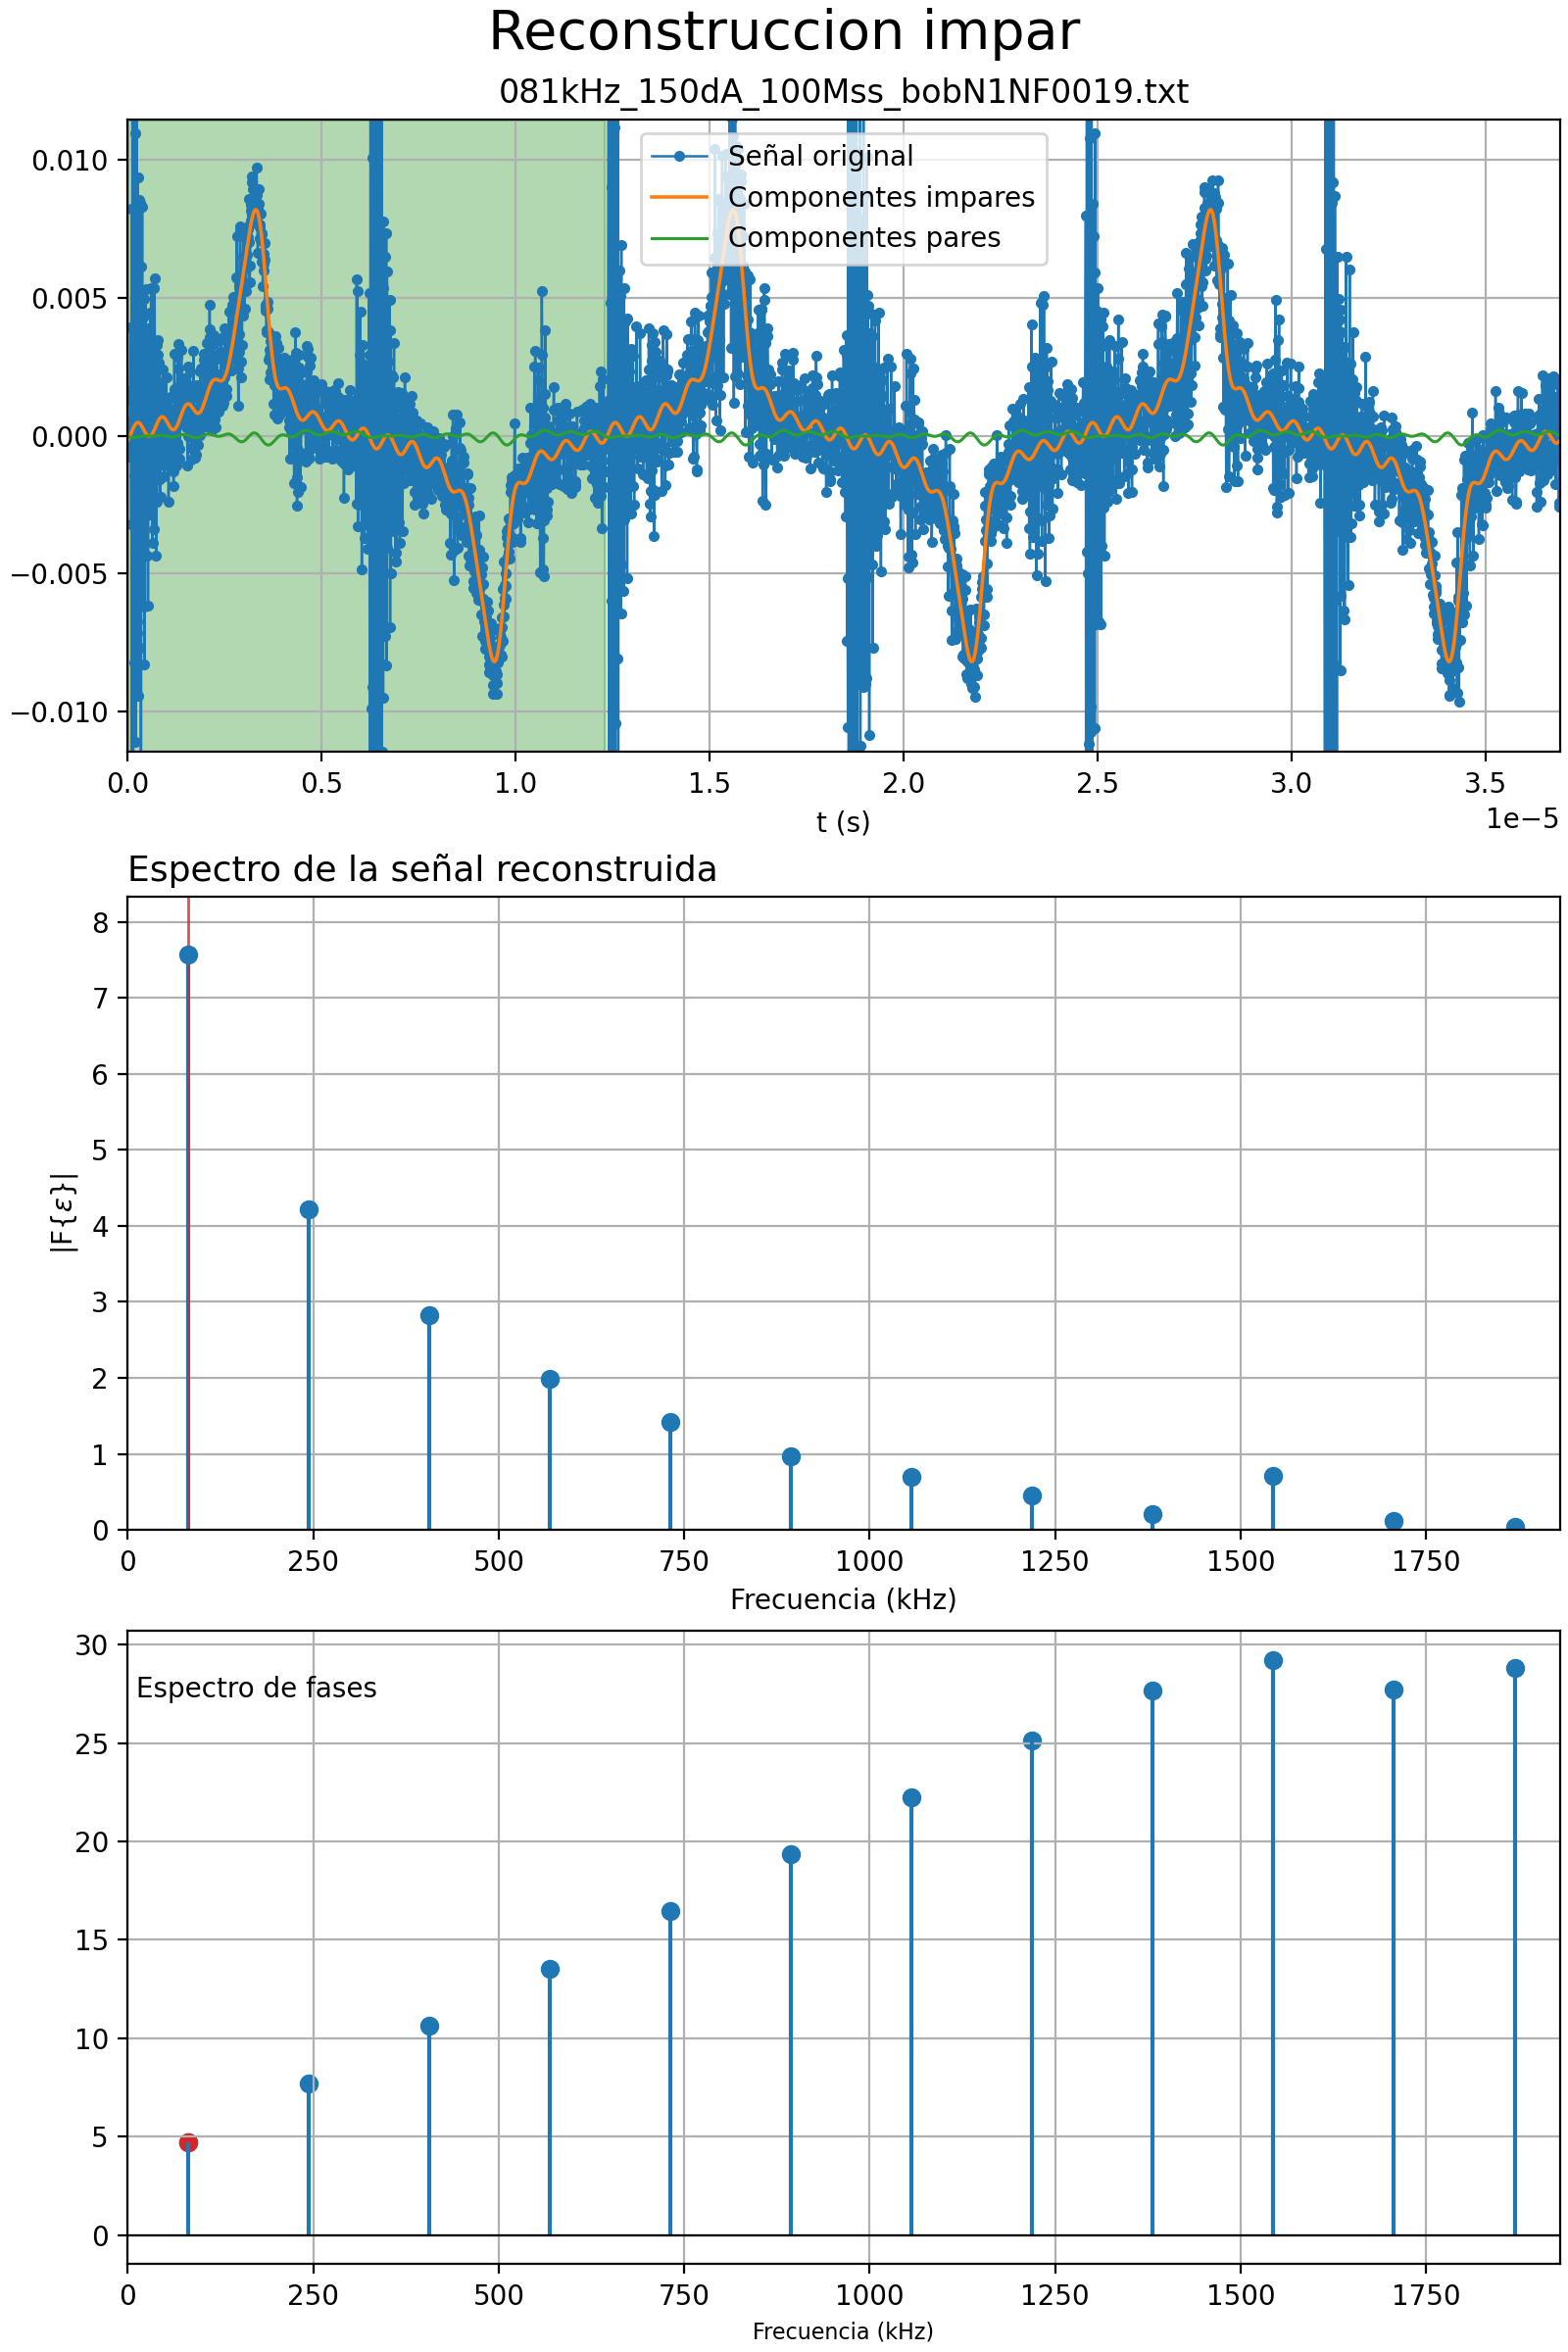 Reconstruccion impar
081kHz_150dA_100Mss_bobN1NF0019.txt
0.010
0.005
0.000
−0.005
−0.010
Señal original
Componentes impares
Componentes pares
0.0 0.5 1.0 1.5 2.0 2.5 3.0 3.5
t (s)
1e−5
Espectro de la señal reconstruida
8
7
6
5
4
3
2
1
0
|F{ε}|
0 250 500 750 1000 1250 1500 1750
Frecuencia (kHz)
30
25
20
15
10
5
0
Espectro de fases
0 250 500 750 1000 1250 1500 1750
Frecuencia (kHz)